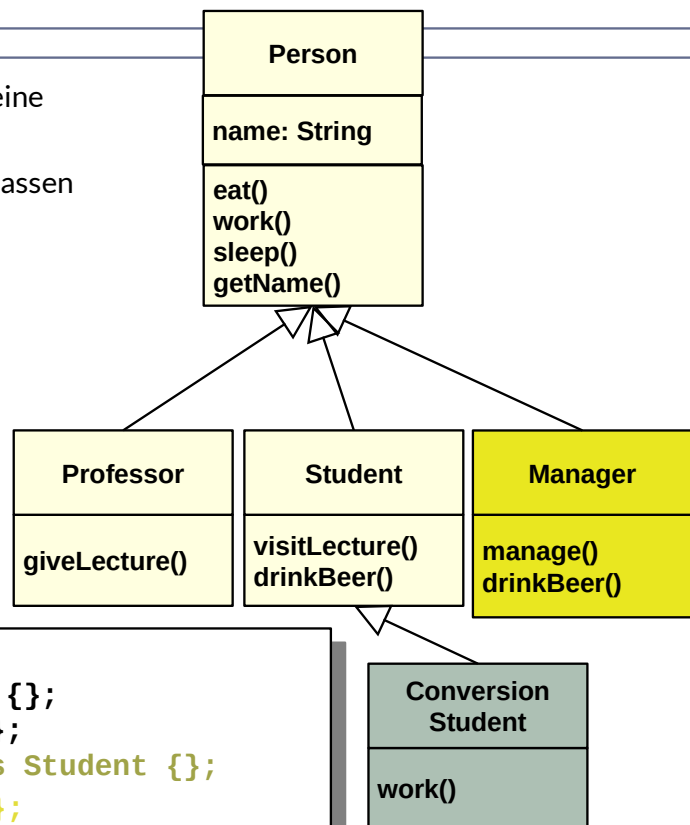 Person
eine
name: String
assen
eat()
work()
sleep()
getName()
Professor
giveLecture()
Student
visitLecture()
drinkBeer()
Manager
manage()
drinkBeer()
Conversion
Student
work()
{};
};
s Student {};
};